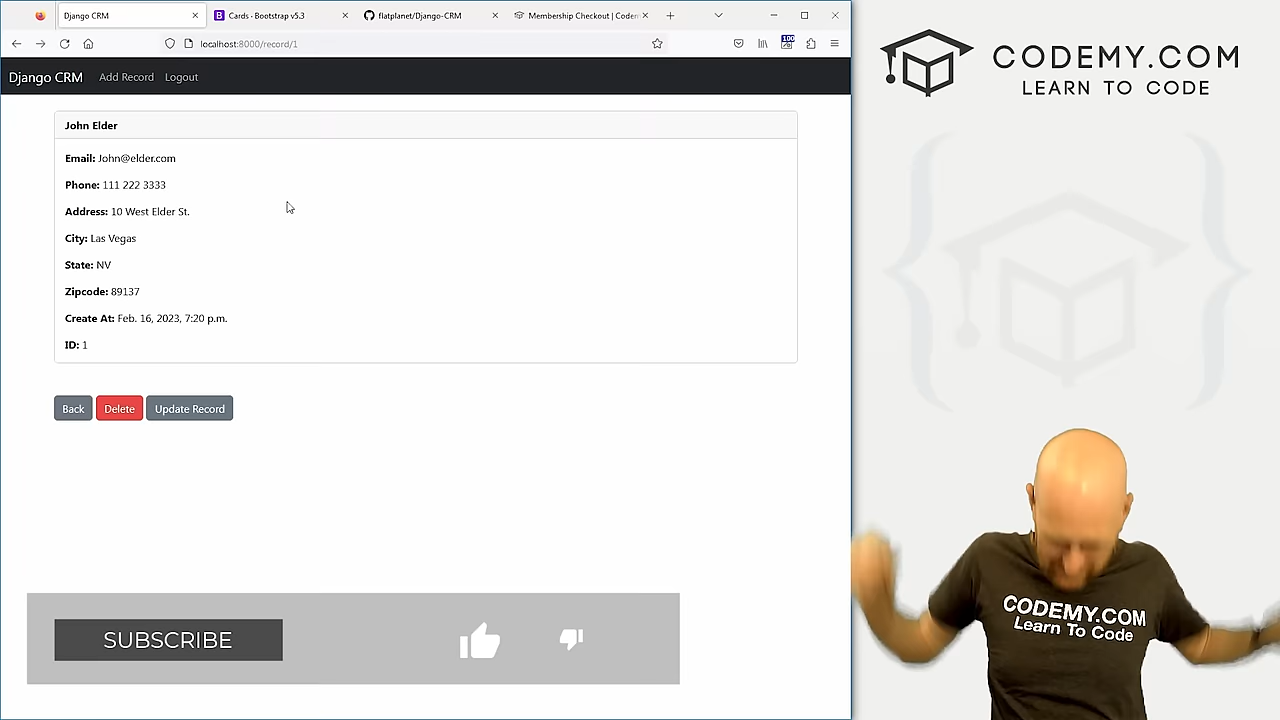 Django CRM
Cards · Bootstrap v5.3
flatplanet/Django-CRM
Membership Checkout | Codem
localhost:8000/record/1
100
Django CRM
Add Record
Logout
John Elder
Email: John@elder.com
Phone: 111 222 3333
Address: 10 West Elder St.
City: Las Vegas
State: NV
Zipcode: 89137
Create At: Feb. 16, 2023, 7:20 p.m.
ID: 1
Back
Delete
Update Record
SUBSCRIBE
CODEMY.COM
LEARN TO CODE
CODEMY.COM
Learn To Code